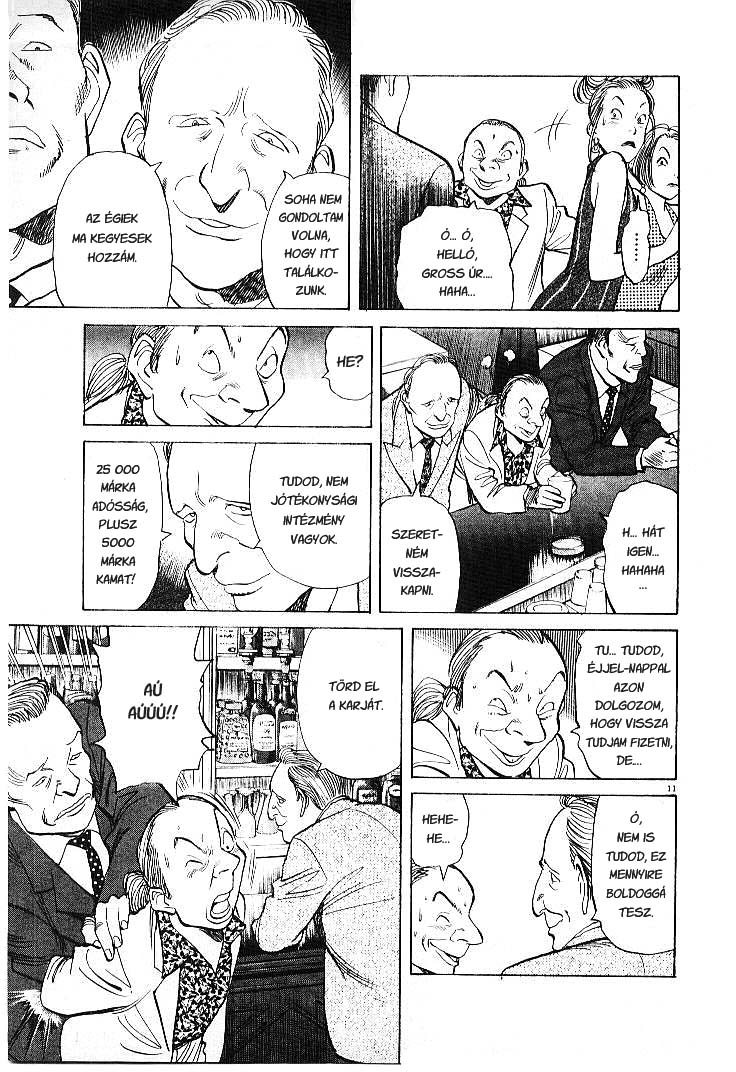 Ó... Ó,
HELLÓ,
GROSS ÚR....
HAHA...
........
SOHA NEM
GONDOLTAM
VOLNA,
HOGY ITT
TALÁLKO-
ZUNK.
AZ ÉGIEK
MA KEGYESEK
HOZZÁM.
H... HÁT
IGEN...
HAHAHA
...
SZERET-
NÉM
VISSZA-
KAPNI.
HE?
TUDOD, NEM
JÓTÉKONYSÁGI
INTÉZMÉNY
VAGYOK.
25 000
MÁRKA
ADÓSSÁG,
PLUSZ
5000
MÁRKA
KAMAT!
TU... TUDOD,
ÉJJEL-NAPPAL
AZON
DOLGOZOM,
HOGY VISSZA
TUDJAM FIZETNI,
DE....
11
Ó,
NEM IS
TUDOD, EZ
MENNYIRE
BOLDOGGÁ
TESZ.
HEHE-
HE...
TÖRD EL
A KARJÁT.
AÚ
AÚÚÚ!!